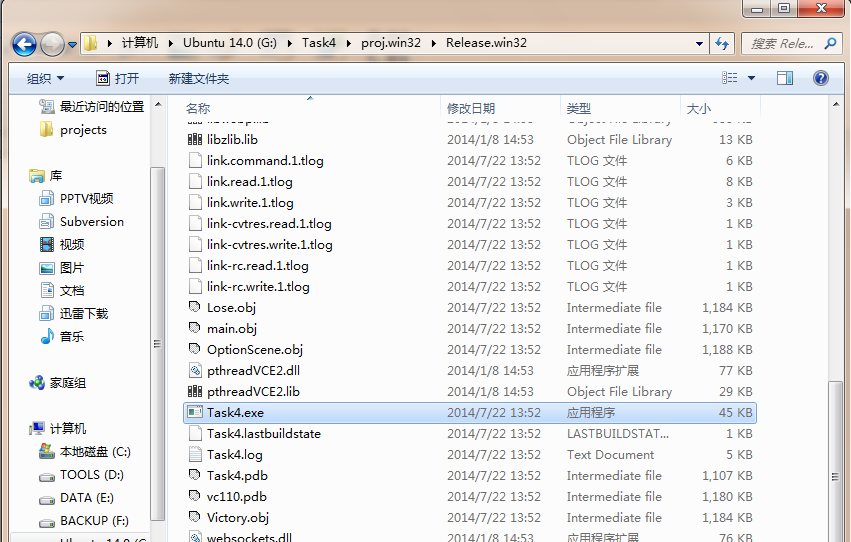 计算机 Ubuntu 14.0 (G:) Task4 proj.win32 Release.win32 搜索 Rele...
组织 打开 新建文件夹
最近访问的位置
projects
库
PPTV视频
Subversion
视频
图片
文档
迅雷下载
音乐
家庭组
计算机
本地磁盘 (C:)
TOOLS (D:)
DATA (E:)
BACKUP (F:)
名称 修改日期 类型 大小
libzlib.lib 2014/1/8 14:53 Object File Library 13 KB
link.command.1.tlog 2014/7/22 13:52 TLOG 文件 6 KB
link.read.1.tlog 2014/7/22 13:52 TLOG 文件 8 KB
link.write.1.tlog 2014/7/22 13:52 TLOG 文件 3 KB
link-cvtres.read.1.tlog 2014/7/22 13:52 TLOG 文件 1 KB
link-cvtres.write.1.tlog 2014/7/22 13:52 TLOG 文件 1 KB
link-rc.read.1.tlog 2014/7/22 13:52 TLOG 文件 1 KB
link-rc.write.1.tlog 2014/7/22 13:52 TLOG 文件 1 KB
Lose.obj 2014/7/22 13:52 Intermediate file 1,184 KB
main.obj 2014/7/22 13:52 Intermediate file 1,170 KB
OptionScene.obj 2014/7/22 13:52 Intermediate file 1,188 KB
pthreadVCE2.dll 2014/1/8 14:53 应用程序扩展 77 KB
pthreadVCE2.lib 2014/1/8 14:53 Object File Library 29 KB
Task4.exe 2014/7/22 13:52 应用程序 45 KB
Task4.lastbuildstate 2014/7/22 13:52 LASTBUILDSTAT... 1 KB
Task4.log 2014/7/22 13:52 Text Document 5 KB
Task4.pdb 2014/7/22 13:52 Intermediate file 1,107 KB
vc110.pdb 2014/7/22 13:52 Intermediate file 1,180 KB
Victory.obj 2014/7/22 13:52 Intermediate file 1,184 KB
websockets.dll 2014/1/8 14:53 应用程序扩展 76 KB